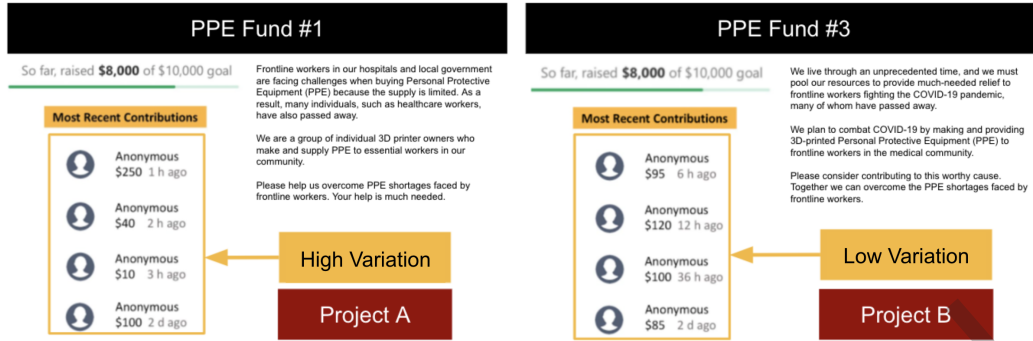 PPE Fund #1
So far, raised $8,000 of $10,000 goal
Most Recent Contributions
Anonymous
$250 1 h ago
Anonymous
$40 2 h ago
Anonymous
$10 3 h ago
Anonymous
$100 2 d ago
Frontline workers in our hospitals and local government
are facing challenges when buying Personal Protective
Equipment (PPE) because the supply is limited. As a
result, many individuals, such as healthcare workers,
have also passed away.
We are a group of individual 3D printer owners who
make and supply PPE to essential workers in our
community.
Please help us overcome PPE shortages faced by
frontline workers. Your help is much needed.
High Variation
Project A
PPE Fund #3
So far, raised $8,000 of $10,000 goal
Most Recent Contributions
Anonymous
$95 6 h ago
Anonymous
$120 12 h ago
Anonymous
$100 36 h ago
Anonymous
$85 2 d ago
We live through an unprecedented time, and we must
pool our resources to provide much-needed relief to
frontline workers fighting the COVID-19 pandemic,
many of whom have passed away.
We plan to combat COVID-19 by making and providing
3D-printed Personal Protective Equipment (PPE) to
frontline workers in the medical community.
Please consider contributing to this worthy cause.
Together we can overcome the PPE shortages faced by
frontline workers.
Low Variation
Project B